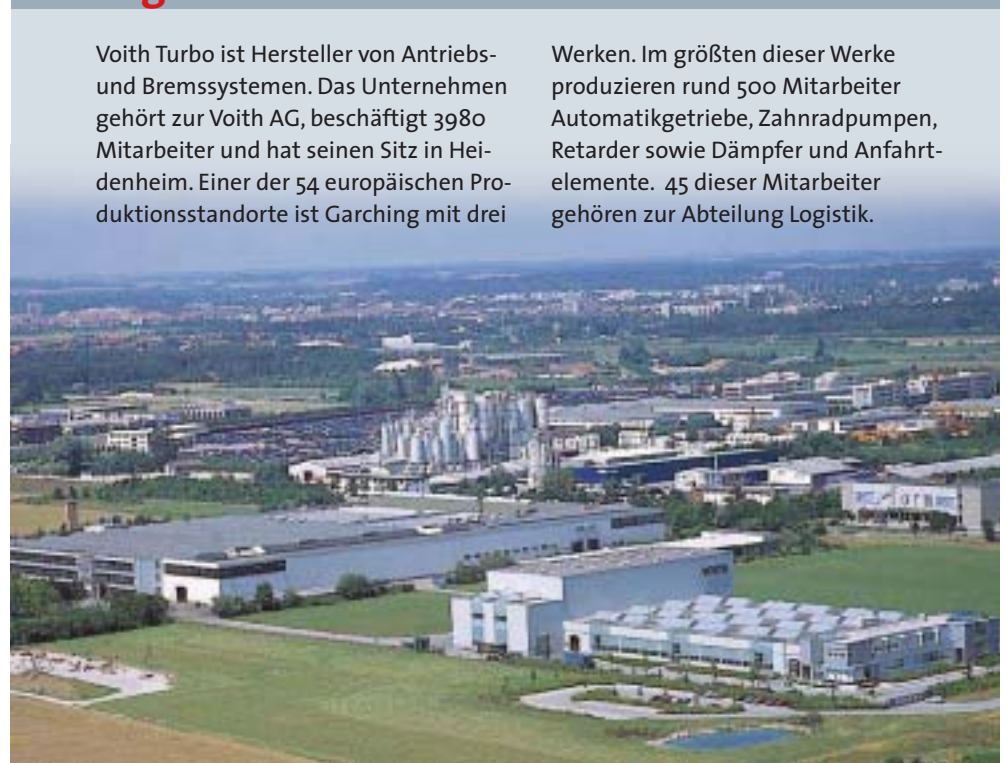 Voith Turbo ist Hersteller von Antriebs-
und Bremssystemen. Das Unternehmen
gehört zur Voith AG, beschäftigt 3980
Mitarbeiter und hat seinen Sitz in Hei-
denheim. Einer der 54 europäischen Pro-
duktionsstandorte ist Garching mit drei
Werken. Im größten dieser Werke
produzieren rund 500 Mitarbeiter
Automatikgetriebe, Zahnradpumpen,
Retarder sowie Dämpfer und Anfahrt-
elemente. 45 dieser Mitarbeiter
gehören zur Abteilung Logistik.